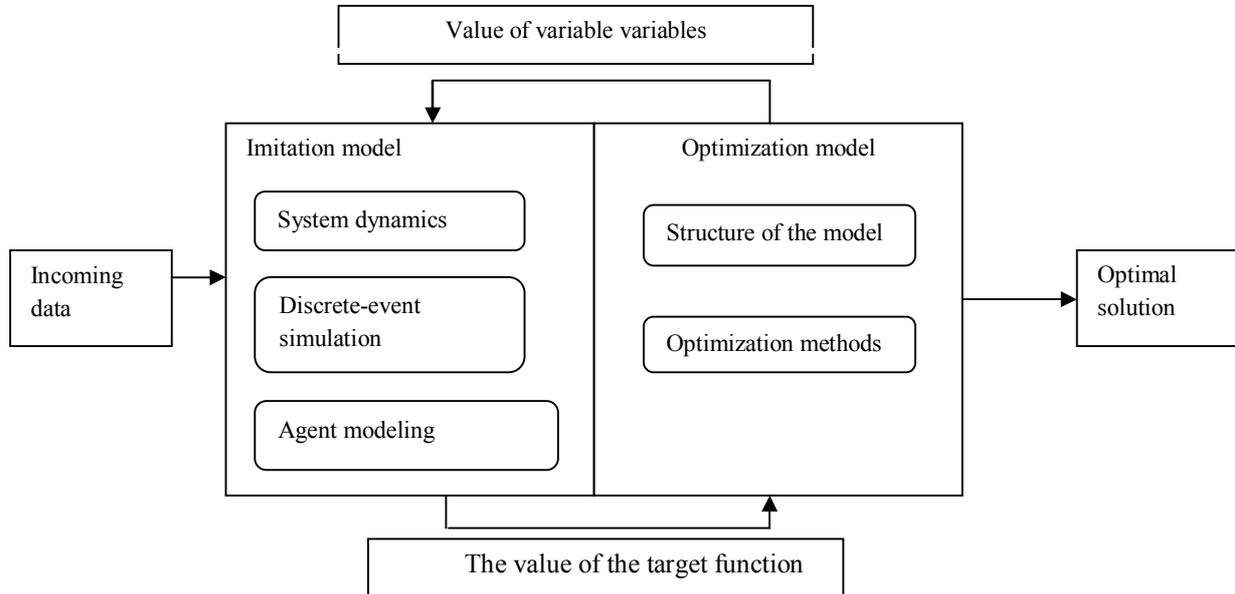 Value of variable variables
Imitation model
Optimization model
System dynamics
Structure of the model
Incoming
data
Optimal
solution
Discrete-event
simulation
Optimization methods
Agent modeling
The value of the target function